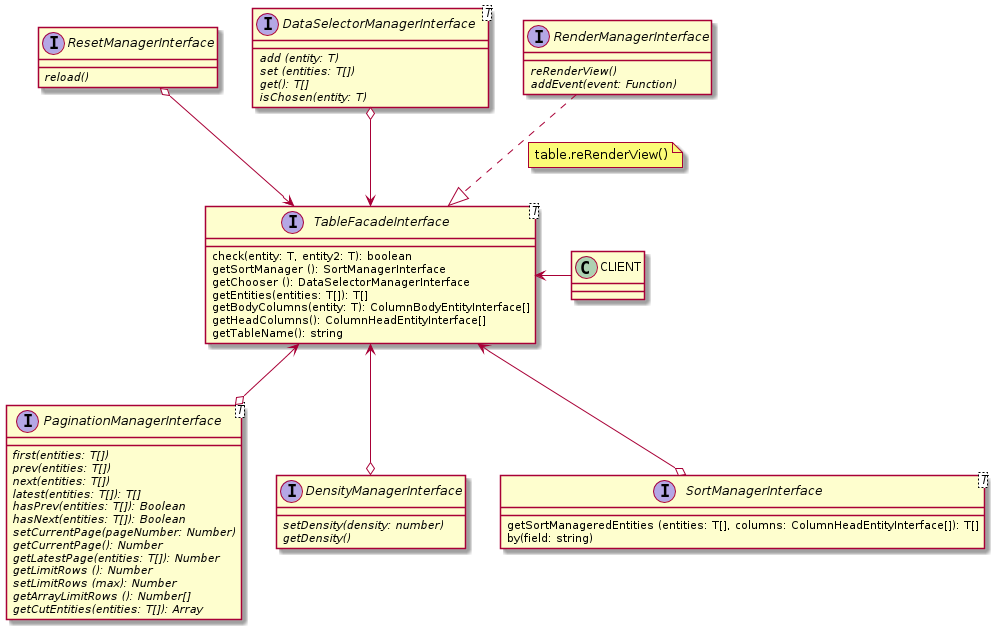 I ResetManagerInterface
reload()
I DataSelectorManagerInterface
T
add (entity: T)
set (entities: T[])
get(): T[]
isChosen(entity: T)
I RenderManagerInterface
reRenderView()
addEvent(event: Function)
table.reRenderView()
I TableFacadeInterface
T
check(entity: T, entity2: T): boolean
getSortManager (): SortManagerInterface
getChooser (): DataSelectorManagerInterface
getEntities(entities: T[]): T[]
getBodyColumns(entity: T): ColumnBodyEntityInterface[]
getHeadColumns(): ColumnHeadEntityInterface[]
getTableName(): string
C CLIENT
I PaginationManagerInterface
T
first(entities: T[])
prev(entities: T[])
next(entities: T[])
latest(entities: T[]): T[]
hasPrev(entities: T[]): Boolean
hasNext(entities: T[]): Boolean
setCurrentPage(pageNumber: Number)
getCurrentPage(): Number
getLatestPage(entities: T[]): Number
getLimitRows (): Number
setLimitRows (max): Number
getArrayLimitRows (): Number[]
getCutEntities(entities: T[]): Array
I DensityManagerInterface
setDensity(density: number)
getDensity()
I SortManagerInterface
T
getSortManageredEntities (entities: T[], columns: ColumnHeadEntityInterface[]): T[]
by(field: string)